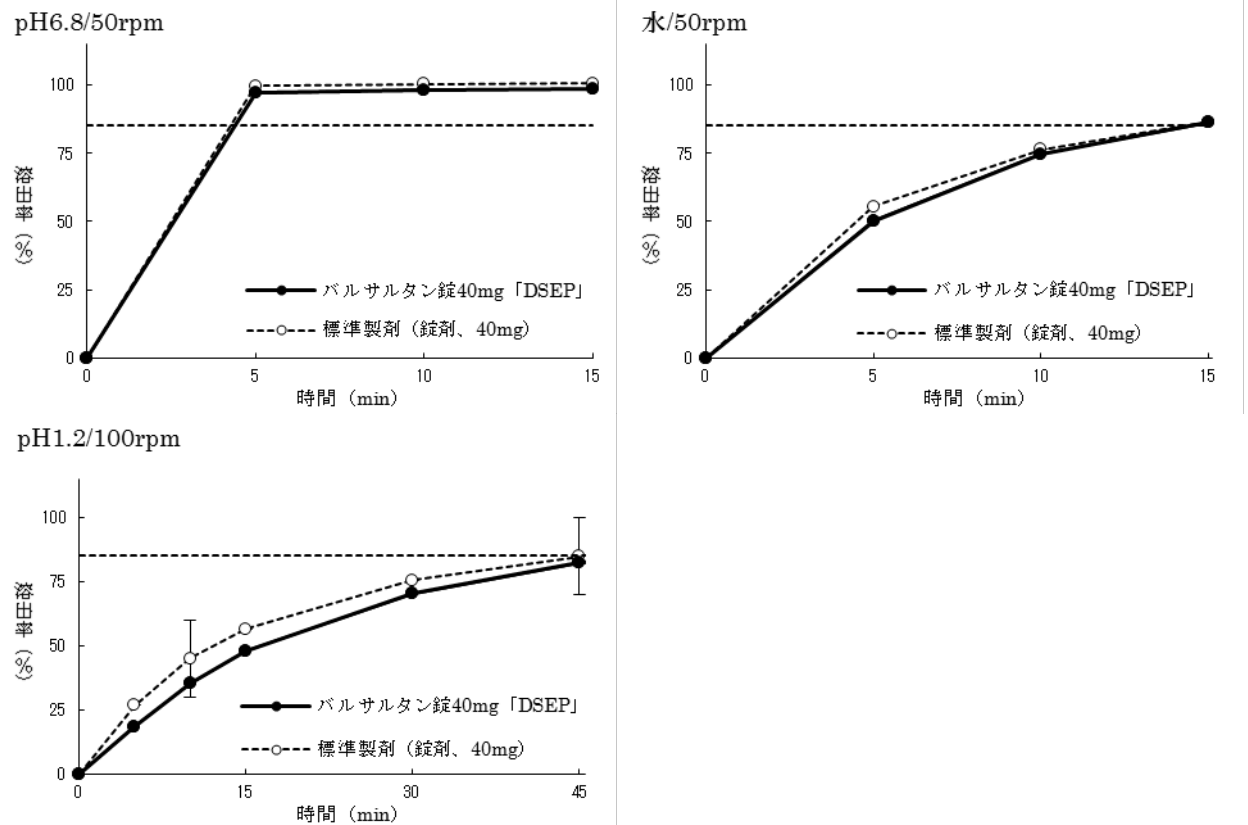 pH6.8/50rpm
100
75
50
25
0
溶出率 (%)
バルサルタン錠40mg「DSEP」
標準製剤（錠剤、40mg）
0 5 10 15
時間（min）
水/50rpm
100
75
50
25
0
溶出率 (%)
バルサルタン錠40mg「DSEP」
標準製剤（錠剤、40mg）
0 5 10 15
時間（min）
pH1.2/100rpm
100
75
50
25
0
溶出率 (%)
バルサルタン錠40mg「DSEP」
標準製剤（錠剤、40mg）
0 15 30 45
時間（min）